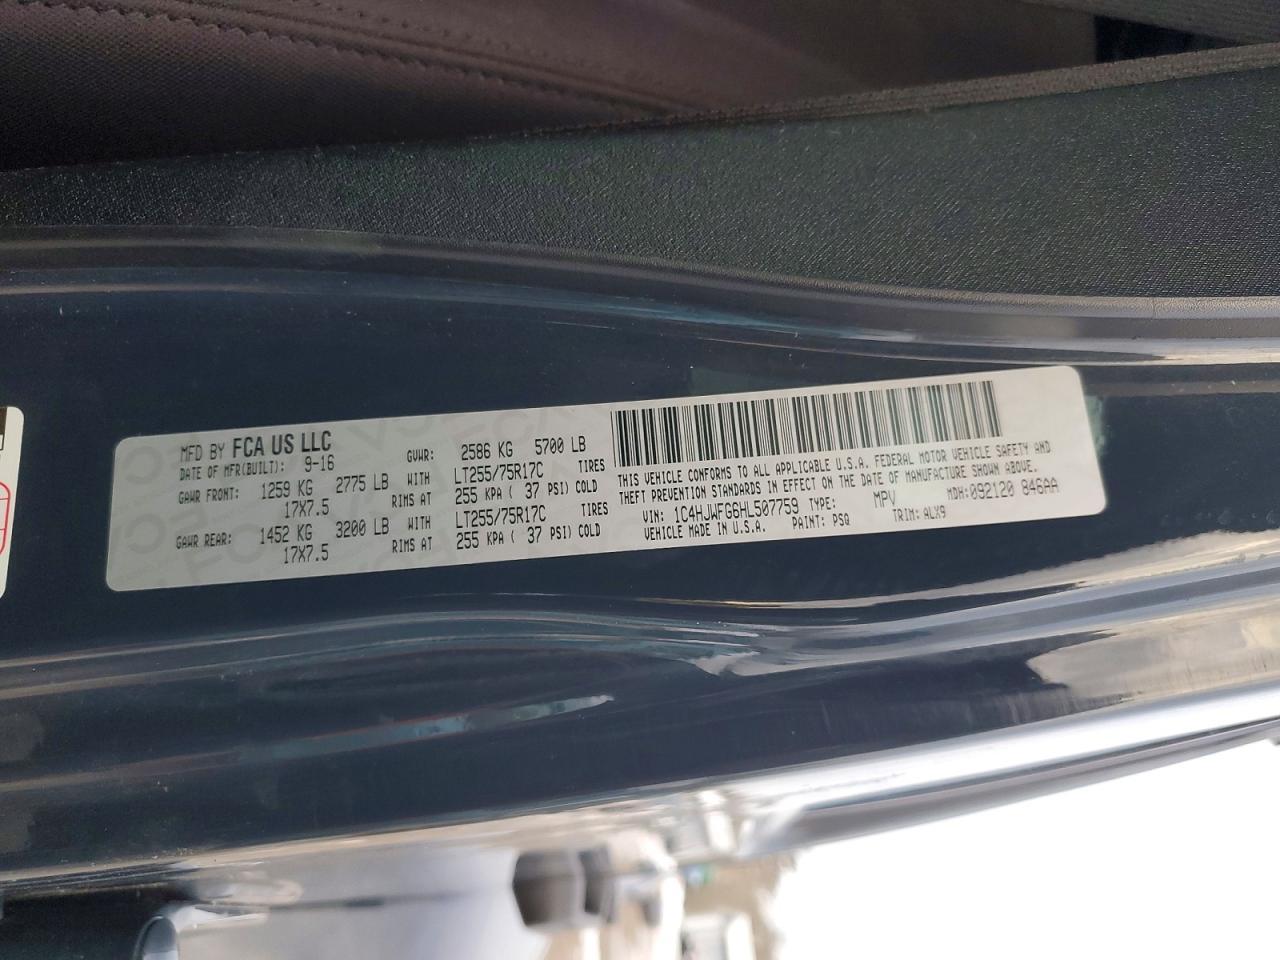 MFD BY FCA US LLC
DATE OF MFR(BUILT): 9-16 GVWR: 2586 KG 5700 LB
GAWR FRONT: 1259 KG 2775 LB WITH LT255/75R17C TIRES
17X7.5 RIMS AT 255 KPA ( 37 PSI) COLD
GAWR REAR: 1452 KG 3200 LB WITH LT255/75R17C TIRES
17X7.5 RIMS AT 255 KPA ( 37 PSI) COLD
THIS VEHICLE CONFORMS TO ALL APPLICABLE U.S.A. FEDERAL MOTOR VEHICLE SAFETY AND
THEFT PREVENTION STANDARDS IN EFFECT ON THE DATE OF MANUFACTURE SHOWN ABOVE.
VIN: 1C4HJWFG6HL507759 TYPE: MPV MDH:092120 846AA
VEHICLE MADE IN U.S.A. PAINT: PSQ TRIM: ALX9